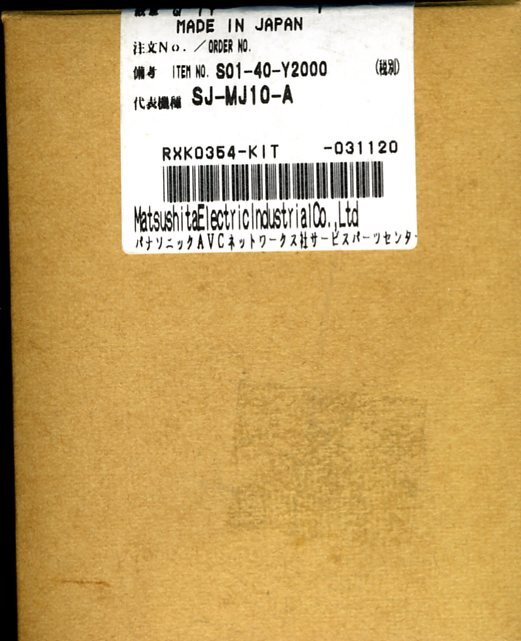 MADE IN JAPAN
注文No. /ORDER NO.
備考 ITEM NO. S01-40-Y2000 (税別)
代表機種 SJ-MJ10-A
RXK0354-KIT -031120
MatsushitaElectricIndustrialCo.,Ltd
パナソニックAVCネットワークス社サービスパーツセンター